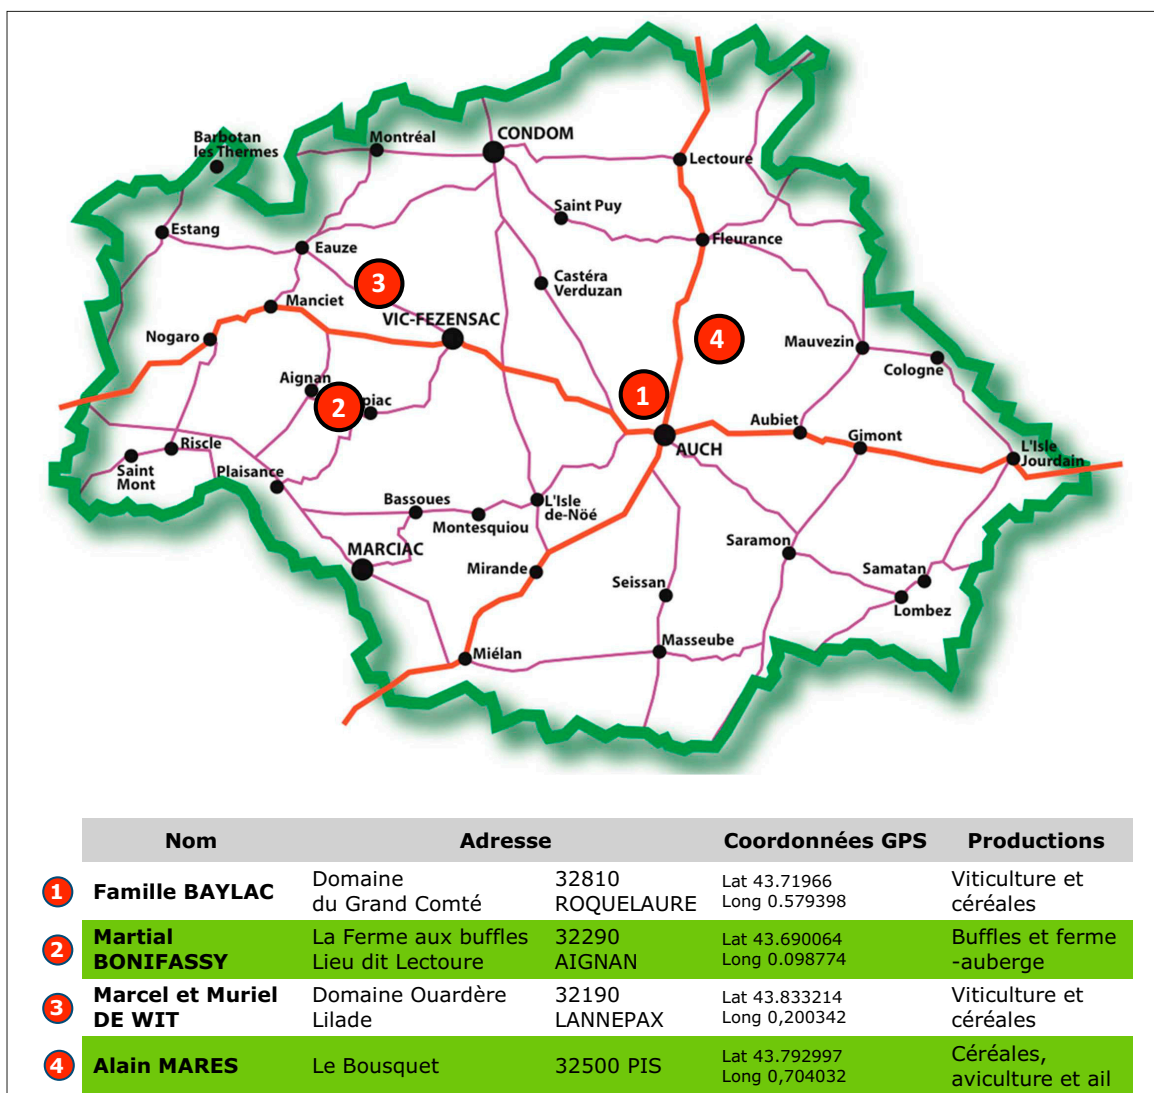 Barbotan
les Thermes
Montréal
CONDOM
Lectoure
Estang
Saint Puy
Eauze
Fleurance
3
Castéra
Verduzan
Manciet
VIC-FEZENSAC
Nogaro
4
Mauvezin
Cologne
Aignan
1
2
piac
Aubiet
Gimont
Riscle
AUCH
L'Isle
Jourdain
Saint
Mont
Plaisance
Bassoues
L'Isle
de-Nöé
Montesquiou
MARCIAC
Saramon
Mirande
Seissan
Samatan
Lombez
Masseube
Miélan
Nom Adresse Coordonnées GPS Productions
1 Famille BAYLAC Domaine
du Grand Comté 32810
ROQUELAURE Lat 43.71966
Long 0.579398 Viticulture et
céréales
2 Martial
BONIFASSY La Ferme aux buffles
Lieu dit Lectoure 32290
AIGNAN Lat 43.690064
Long 0.098774 Buffles et ferme
-auberge
3 Marcel et Muriel
DE WIT Domaine Ouardère
Lilade 32190
LANNEPAX Lat 43.833214
Long 0,200342 Viticulture et
céréales
4 Alain MARES Le Bousquet 32500 PIS Lat 43.792997
Long 0,704032 Céréales,
aviculture et ail